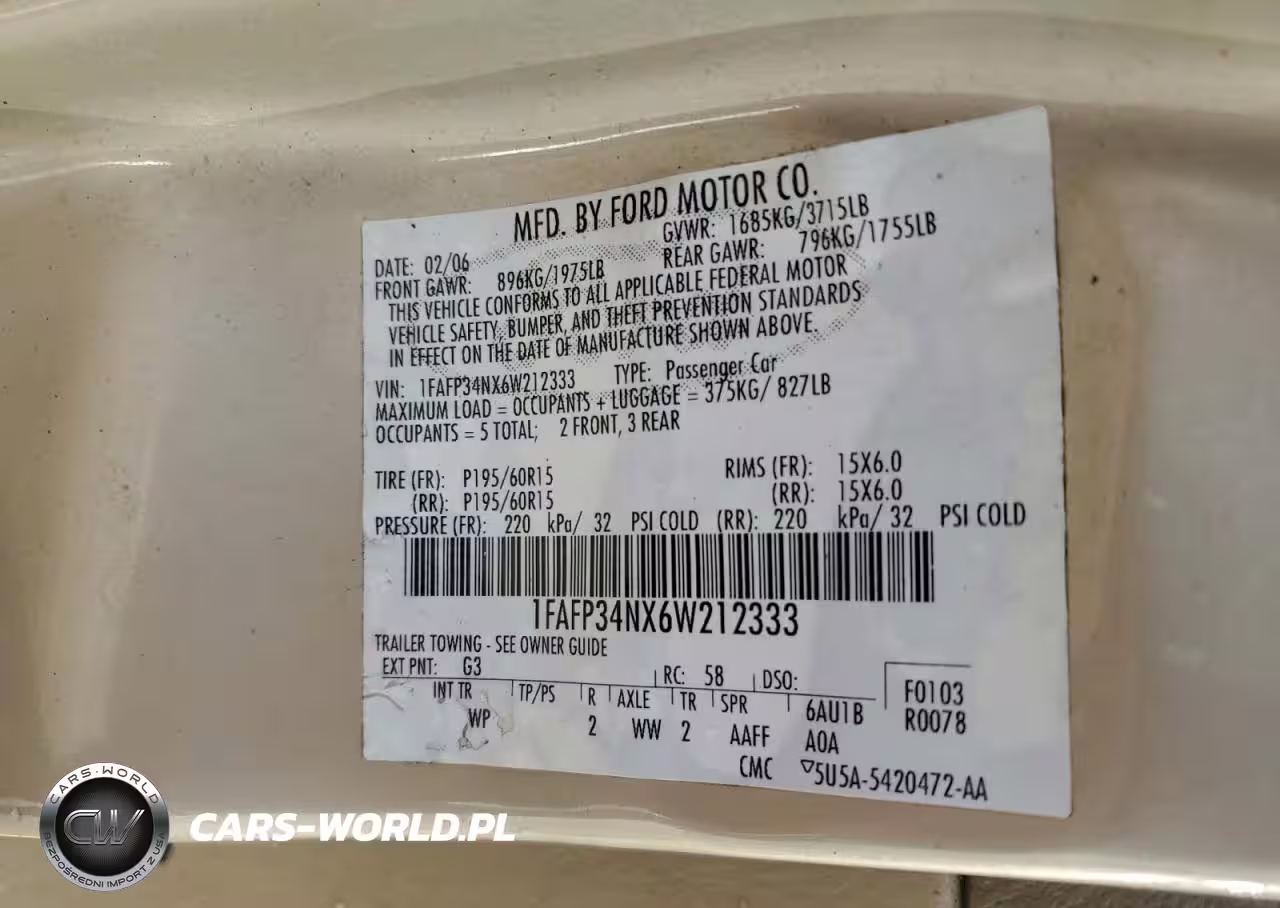 MFD. BY FORD MOTOR CO.
DATE: 02/06 GVWR: 1685KG/3715LB
FRONT GAWR: 896KG/1975LB REAR GAWR: 796KG/1755LB
THIS VEHICLE CONFORMS TO ALL APPLICABLE FEDERAL MOTOR
VEHICLE SAFETY, BUMPER, AND THEFT PREVENTION STANDARDS
IN EFFECT ON THE DATE OF MANUFACTURE SHOWN ABOVE.
VIN: 1FAFP34NX6W212333 TYPE: Passenger Car
MAXIMUM LOAD = OCCUPANTS + LUGGAGE = 375KG/ 827LB
OCCUPANTS = 5 TOTAL; 2 FRONT, 3 REAR
TIRE (FR): P195/60R15 RIMS (FR): 15X6.0
(RR): P195/60R15 (RR): 15X6.0
PRESSURE (FR): 220 kPa/ 32 PSI COLD (RR): 220 kPa/ 32 PSI COLD
1FAFP34NX6W212333
TRAILER TOWING - SEE OWNER GUIDE
EXT PNT: G3 RC: 58 DSO: F0103
INT TR TP/PS R AXLE TR SPR 6AU1B R0078
WP 2 WW 2 AAFF A0A
CMC ▽5U5A-5420472-AA
CARS-WORLD
CW
BEZPOŚREDNI IMPORT Z USA
CARS-WORLD.PL